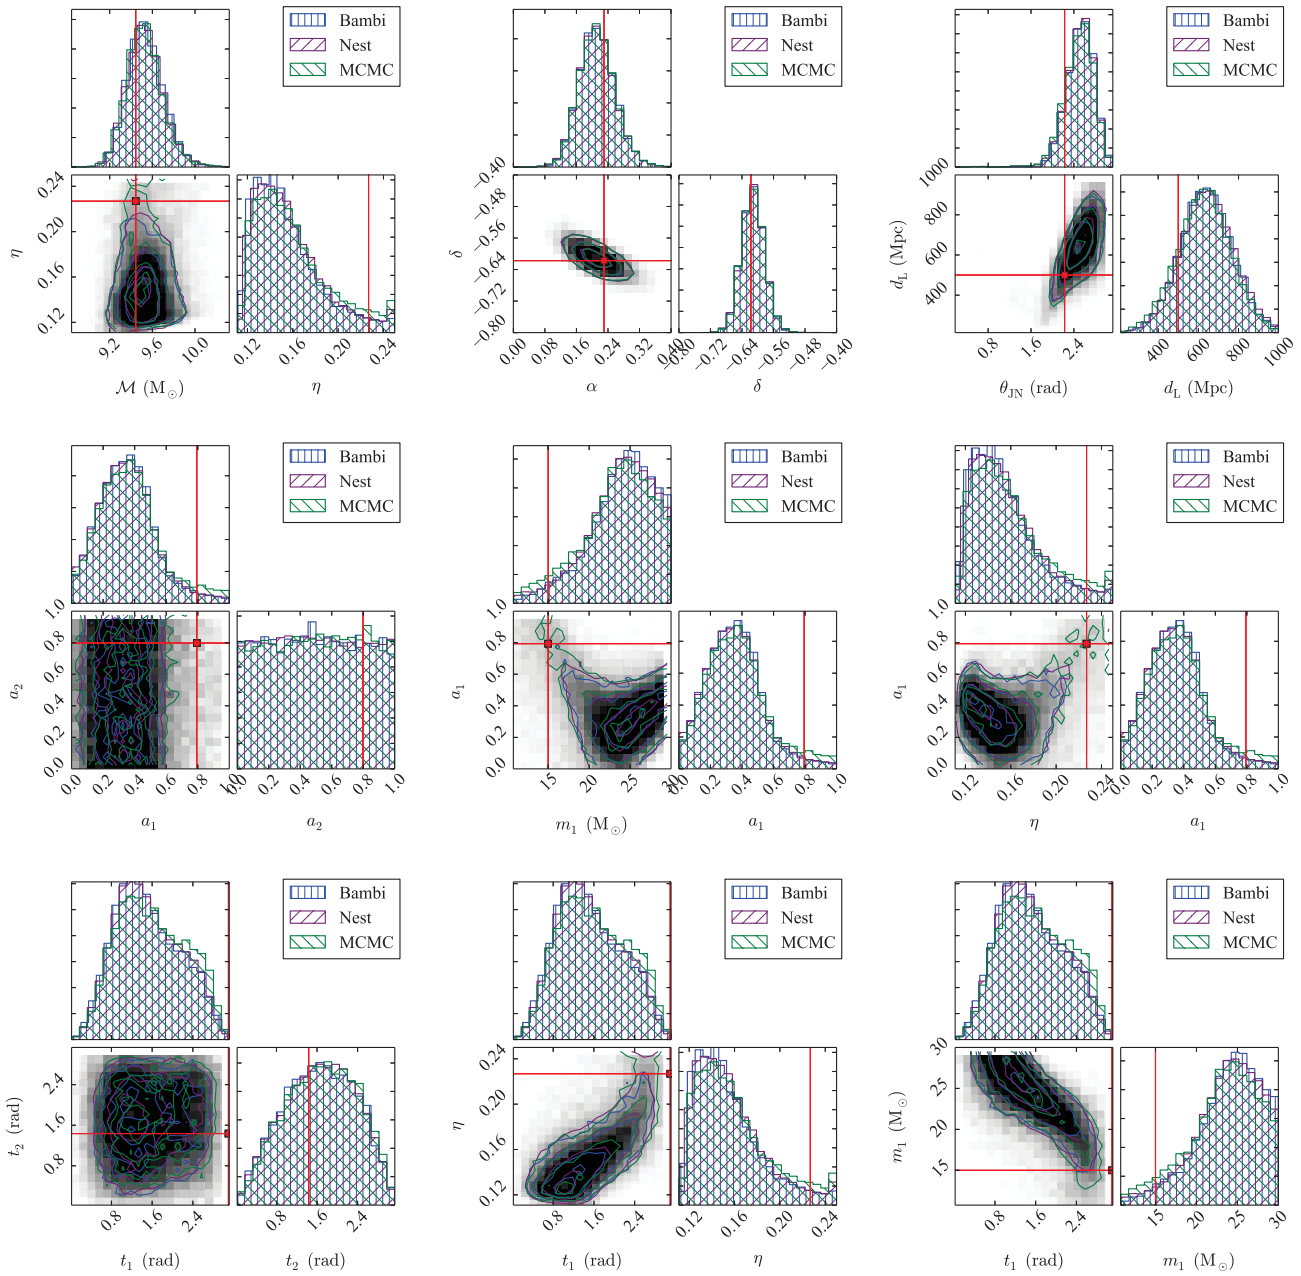 Bambi
Nest
MCMC
0.24
0.20
0.16
0.12
η
9.2 9.6 10.0
ℳ (M⊙)
0.12 0.16 0.20 0.24
η
Bambi
Nest
MCMC
−0.40
−0.48
−0.56
−0.64
−0.72
−0.80
δ
0.00 0.08 0.16 0.24 0.32 0.40
α
−0.80 −0.72 −0.64 −0.56 −0.48 −0.40
δ
Bambi
Nest
MCMC
1000
800
600
400
d_L (Mpc)
0.8 1.6 2.4
θ_JN (rad)
400 600 800 1000
d_L (Mpc)
Bambi
Nest
MCMC
1.0
0.8
0.6
0.4
0.2
0.0
a₂
0.0 0.2 0.4 0.6 0.8 1.0
a₁
0.0 0.2 0.4 0.6 0.8 1.0
a₂
Bambi
Nest
MCMC
1.0
0.8
0.6
0.4
0.2
0.0
a₁
15 20 25 30
m₁ (M⊙)
0.0 0.2 0.4 0.6 0.8 1.0
a₁
Bambi
Nest
MCMC
1.0
0.8
0.6
0.4
0.2
0.0
a₁
0.12 0.16 0.20 0.24
η
0.0 0.2 0.4 0.6 0.8 1.0
a₁
Bambi
Nest
MCMC
2.4
1.6
0.8
t₂ (rad)
0.8 1.6 2.4
t₁ (rad)
0.8 1.6 2.4
t₂ (rad)
Bambi
Nest
MCMC
0.24
0.20
0.16
0.12
η
0.8 1.6 2.4
t₁ (rad)
0.12 0.16 0.20 0.24
η
Bambi
Nest
MCMC
30
25
20
15
m₁ (M⊙)
0.8 1.6 2.4
t₁ (rad)
15 20 25 30
m₁ (M⊙)